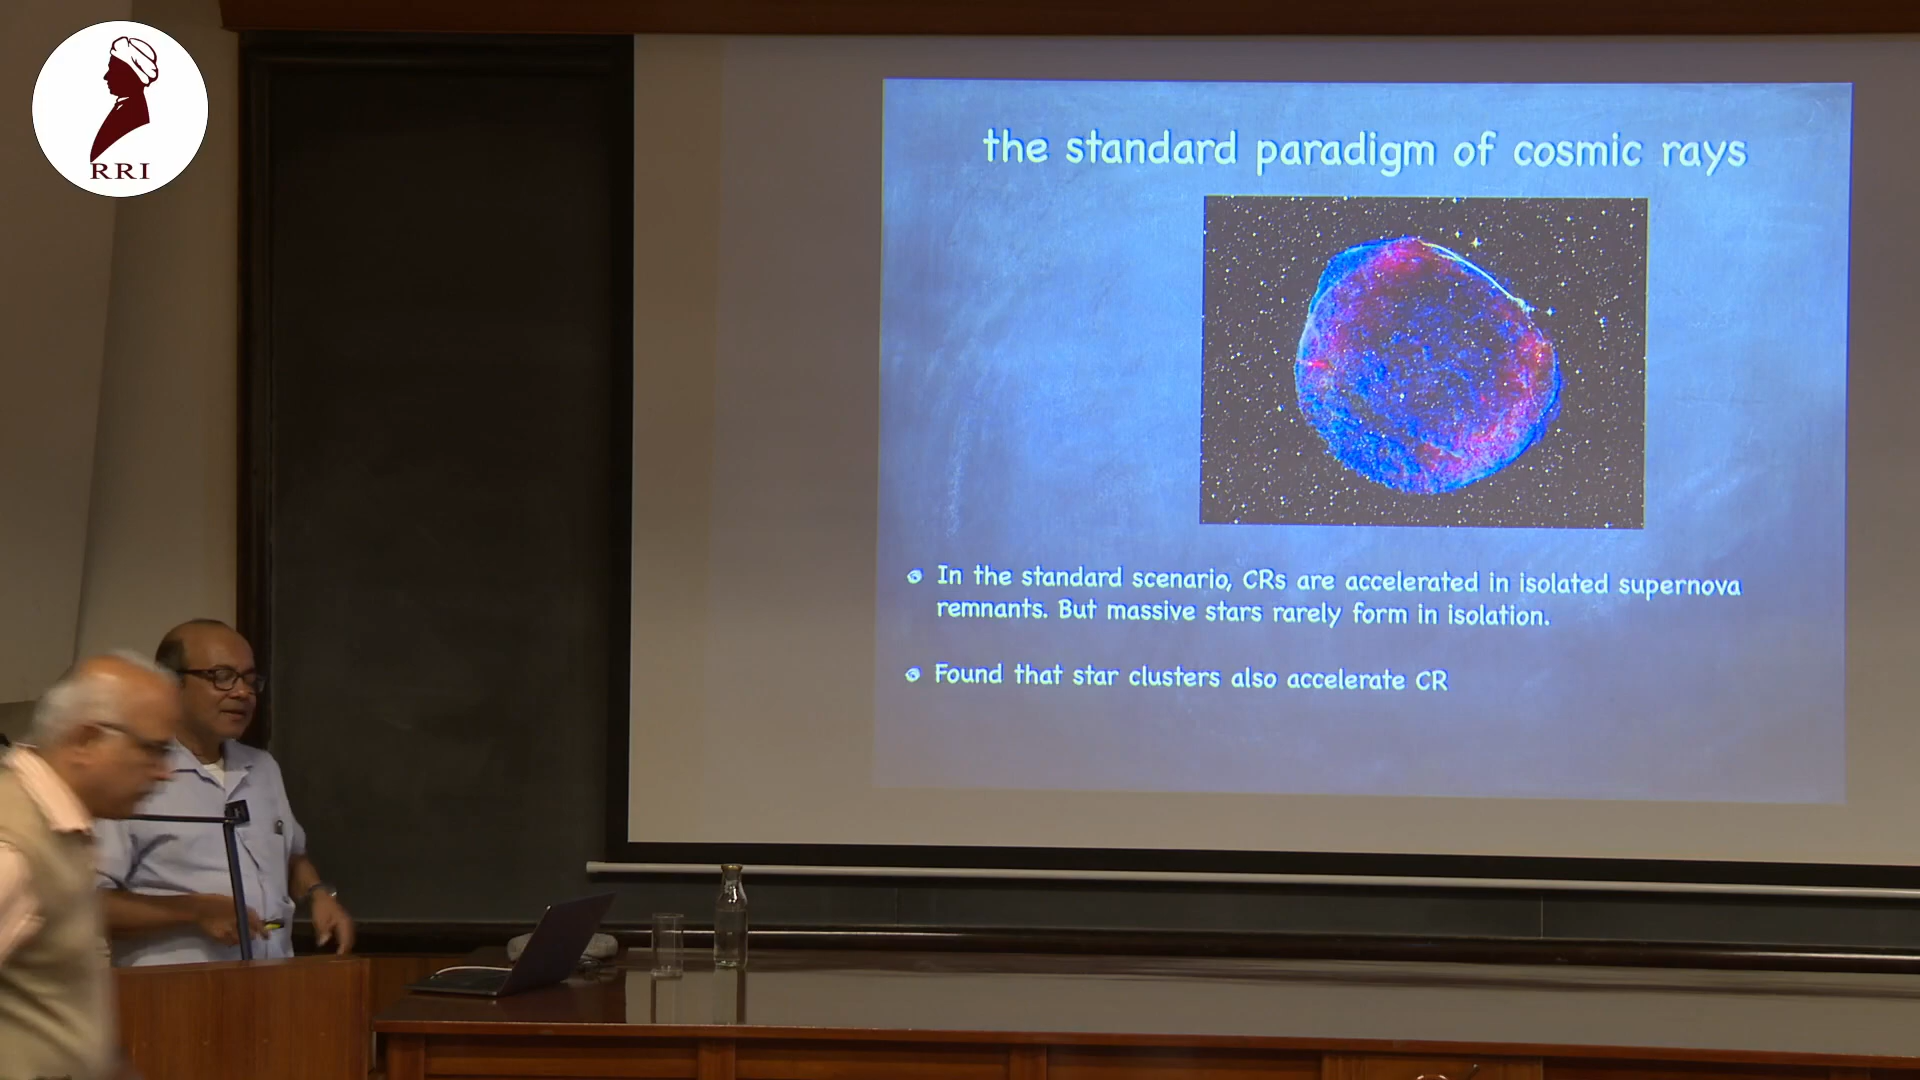 RRI
the standard paradigm of cosmic rays
In the standard scenario, CRs are accelerated in isolated supernova
remnants. But massive stars rarely form in isolation.
Found that star clusters also accelerate CR